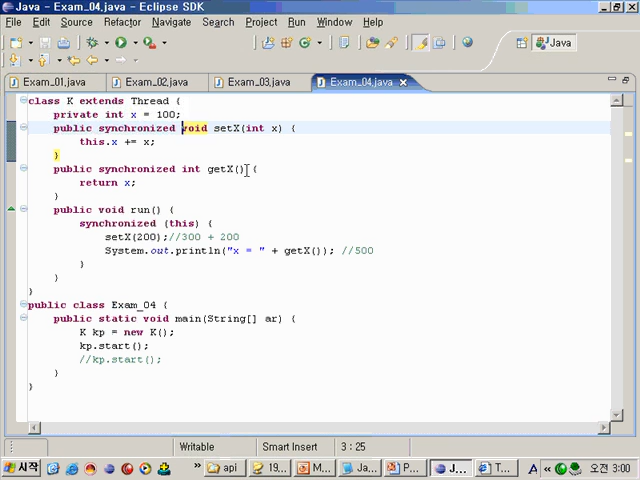 Java - Exam_04.java - Eclipse SDK
File Edit Source Refactor Navigate Search Project Run Window Help
Java
Exam_01.java Exam_02.java Exam_03.java Exam_04.java
class K extends Thread {
private int x = 100;
public synchronized void setX(int x) {
this.x += x;
}
public synchronized int getX() {
return x;
}
public void run() {
synchronized (this) {
setX(200);//300 + 200
System.out.println("x = " + getX()); //500
}
}
}
public class Exam_04 {
public static void main(String[] ar) {
K kp = new K();
kp.start();
//kp.start();
}
}
Writable Smart Insert 3 : 25
시작 » api 19... M... Ja... P... J... T... A « 오전 3:00